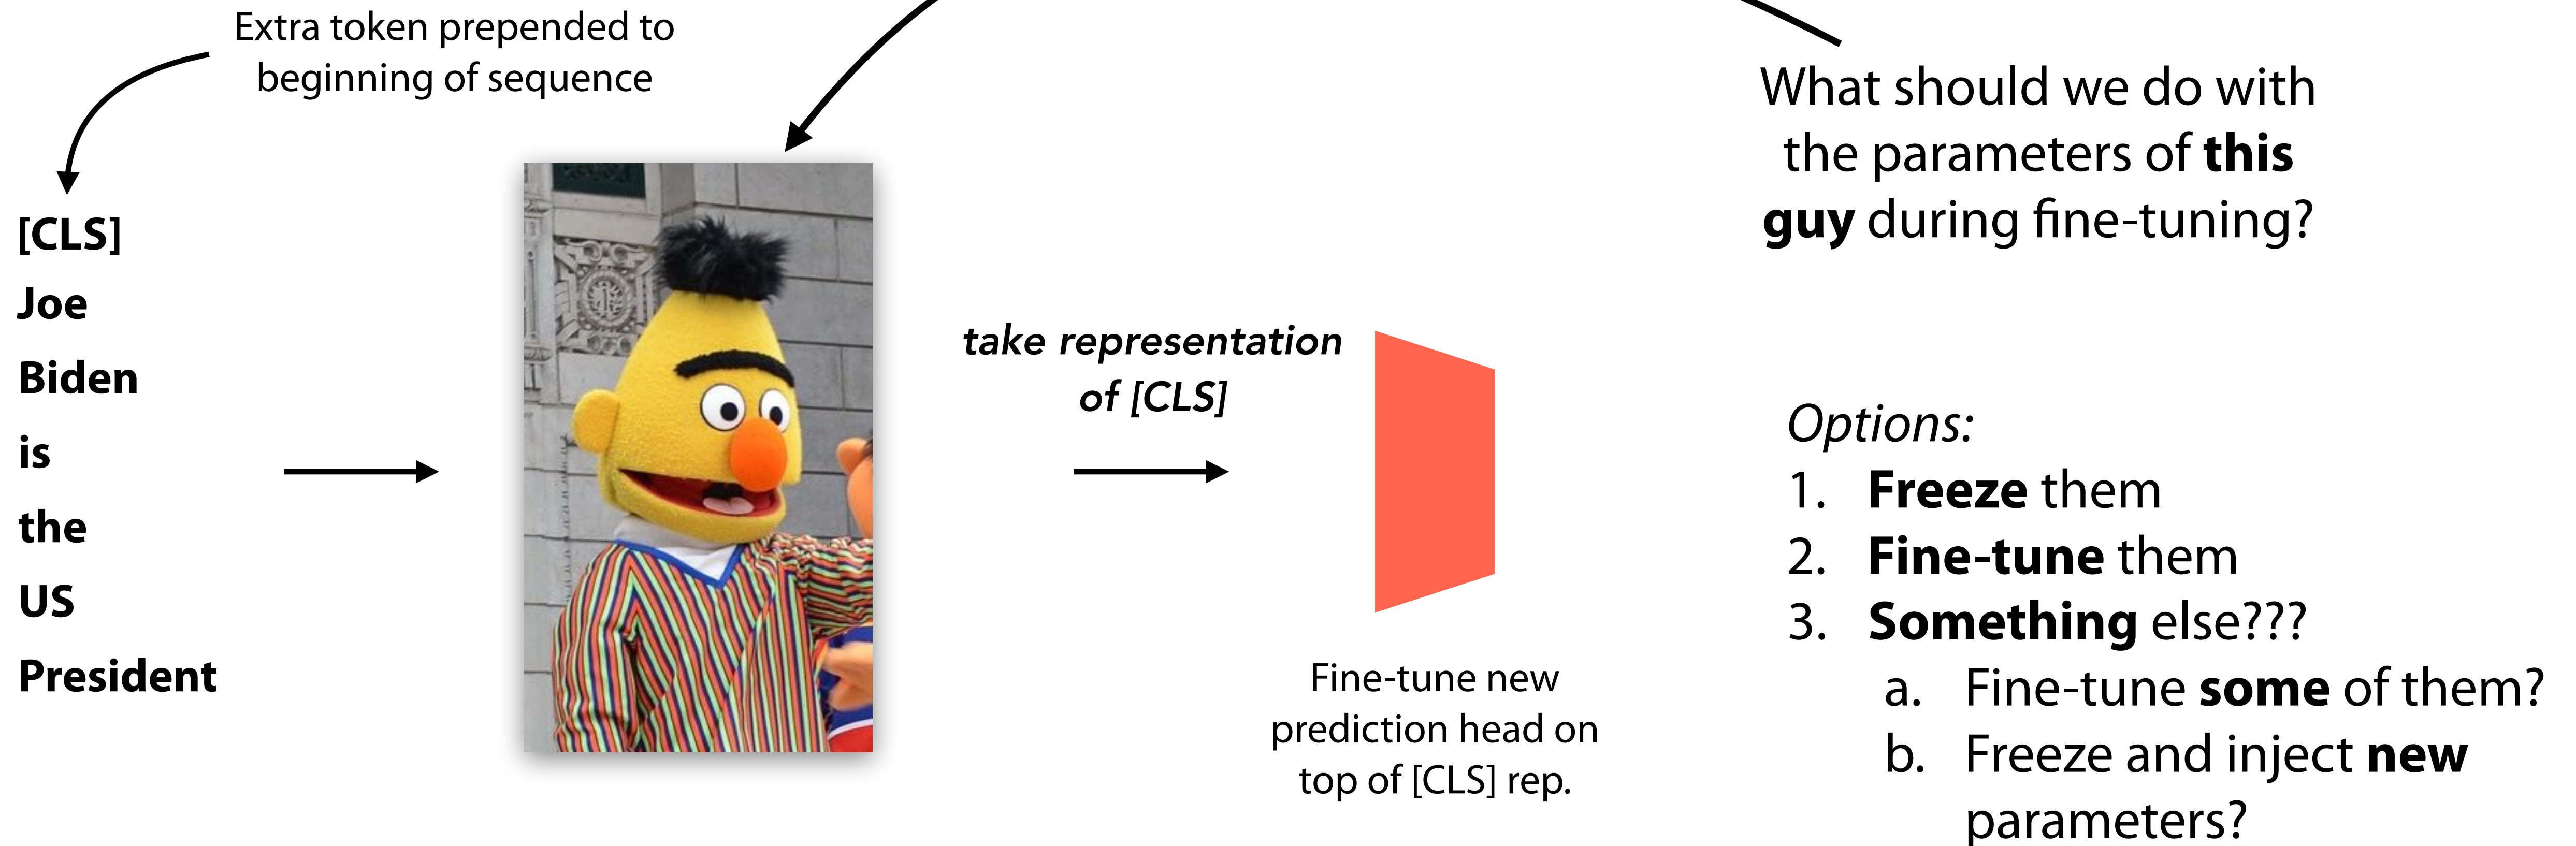 Extra token prepended to
beginning of sequence
[CLS]
Joe
Biden
is
the
US
President
take representation
of [CLS]
Fine-tune new
prediction head on
top of [CLS] rep.
What should we do with
the parameters of this
guy during fine-tuning?
Options:
1. Freeze them
2. Fine-tune them
3. Something else???
a. Fine-tune some of them?
b. Freeze and inject new
parameters?